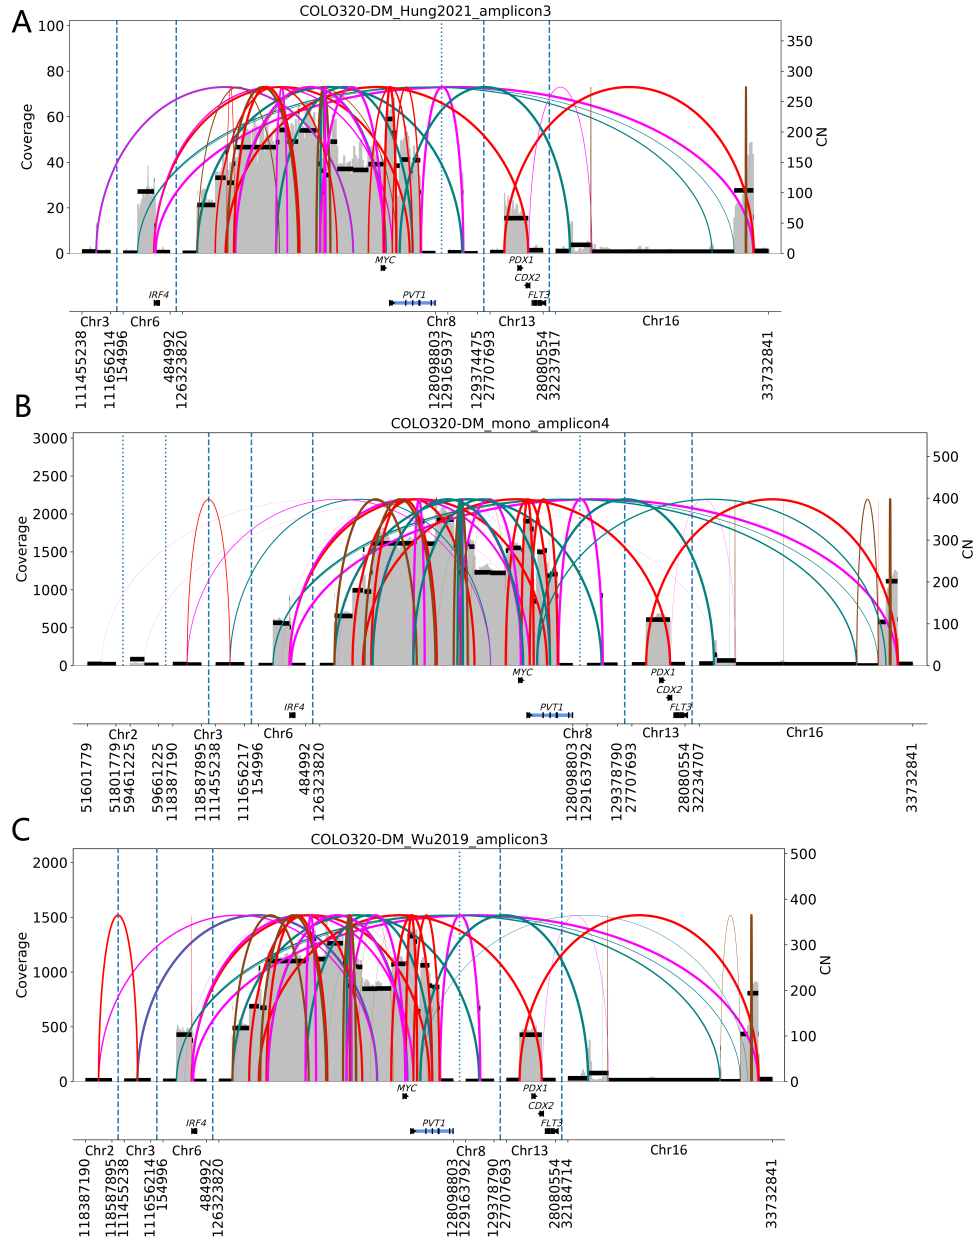 A
COLO320-DM_Hung2021_amplicon3
100
80
60
40
20
0
Coverage
350
300
250
200
150
100
50
0
CN
MYC
PDX1
CDX2
IRF4
PVT1
FLT3
Chr3
Chr6
Chr8
Chr13
Chr16
111455238
111656214
154996
484992
126323820
128098803
129165937
129374475
27707693
28080554
32237917
33732841
B
COLO320-DM_mono_amplicon4
3000
2500
2000
1500
1000
500
0
Coverage
500
400
300
200
100
0
CN
MYC
PDX1
CDX2
IRF4
PVT1
FLT3
Chr2
Chr3
Chr6
Chr8
Chr13
Chr16
51601779
51801779
59461225
59661225
118387190
118587895
111455238
111656217
154996
484992
126323820
128098803
129163792
129378790
27707693
28080554
32234707
33732841
C
COLO320-DM_Wu2019_amplicon3
2000
1500
1000
500
0
Coverage
500
400
300
200
100
0
CN
MYC
PDX1
CDX2
IRF4
PVT1
FLT3
Chr2
Chr3
Chr6
Chr8
Chr13
Chr16
118387190
118587895
111455238
111656214
154996
484992
126323820
128098803
129163792
129378790
27707693
28080554
32184714
33732841